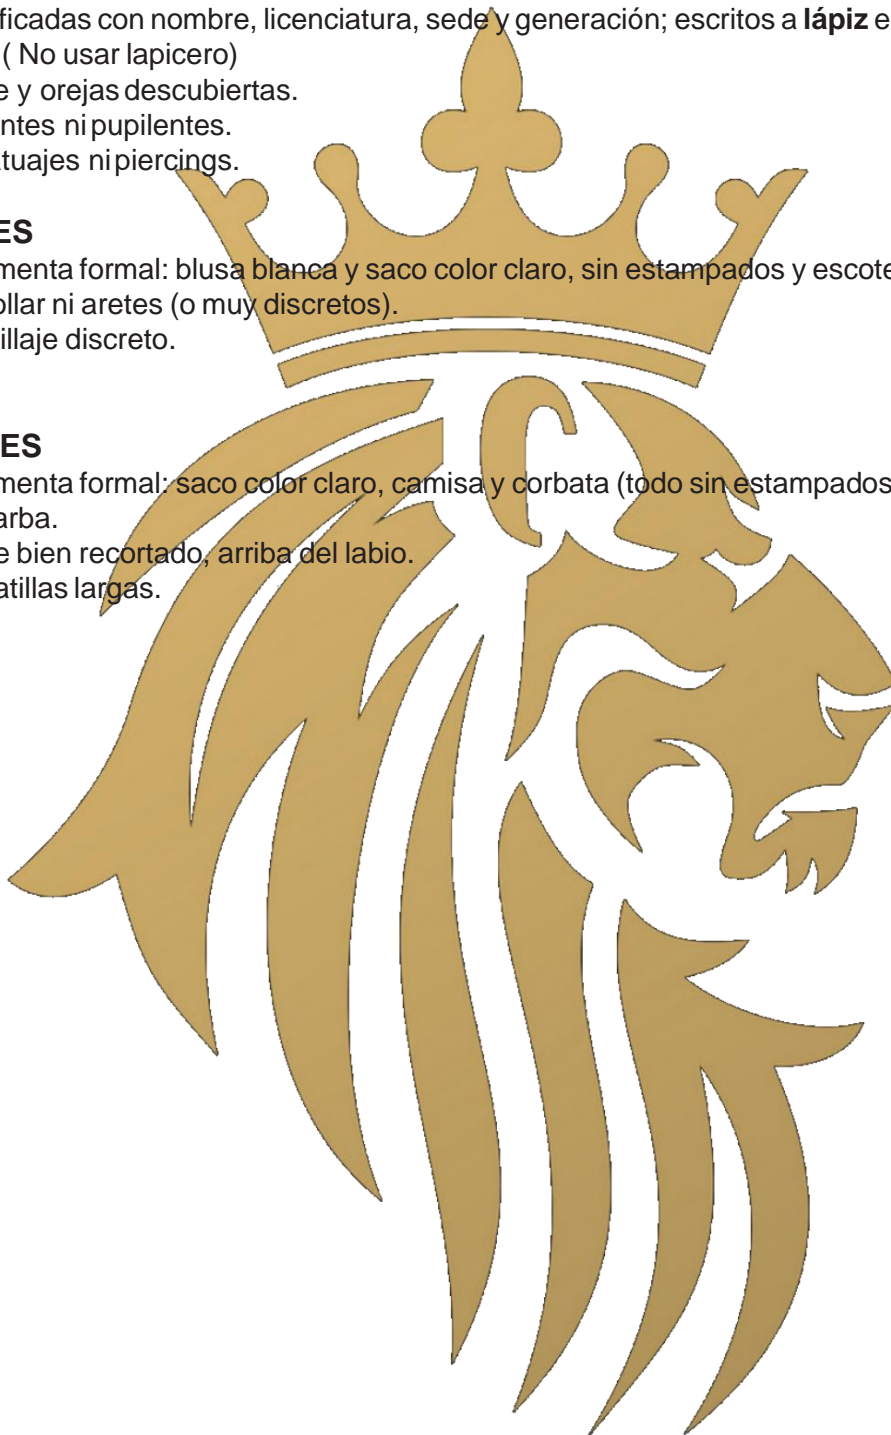 ficadas con nombre, licenciatura, sede y generación; escritos a lápiz e
( No usar lapicero)
e y orejas descubiertas.
ntes ni pupilentes.
tuajes ni piercings.
ES
menta formal: blusa blanca y saco color claro, sin estampados y escote
ollar ni aretes (o muy discretos).
illaje discreto.
ES
menta formal: saco color claro, camisa y corbata (todo sin estampados
arba.
e bien recortado, arriba del labio.
atillas largas.